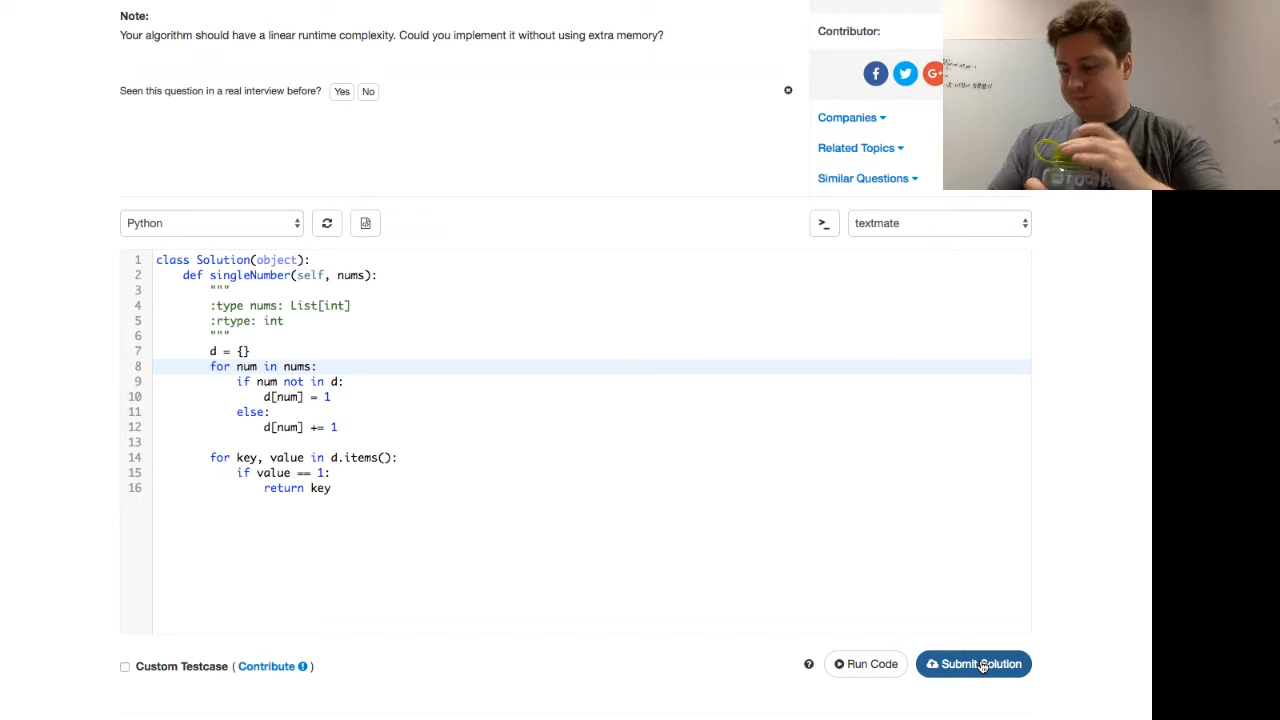 Note:
Your algorithm should have a linear runtime complexity. Could you implement it without using extra memory?
Seen this question in a real interview before? Yes No
Contributor:
Companies
Related Topics
Similar Questions
Python
>_ textmate
1 class Solution(object):
2 def singleNumber(self, nums):
3 """
4 :type nums: List[int]
5 :rtype: int
6 """
7 d = {}
8 for num in nums:
9 if num not in d:
10 d[num] = 1
11 else:
12 d[num] += 1
13
14 for key, value in d.items():
15 if value == 1:
16 return key
Custom Testcase ( Contribute )
? Run Code Submit Solution